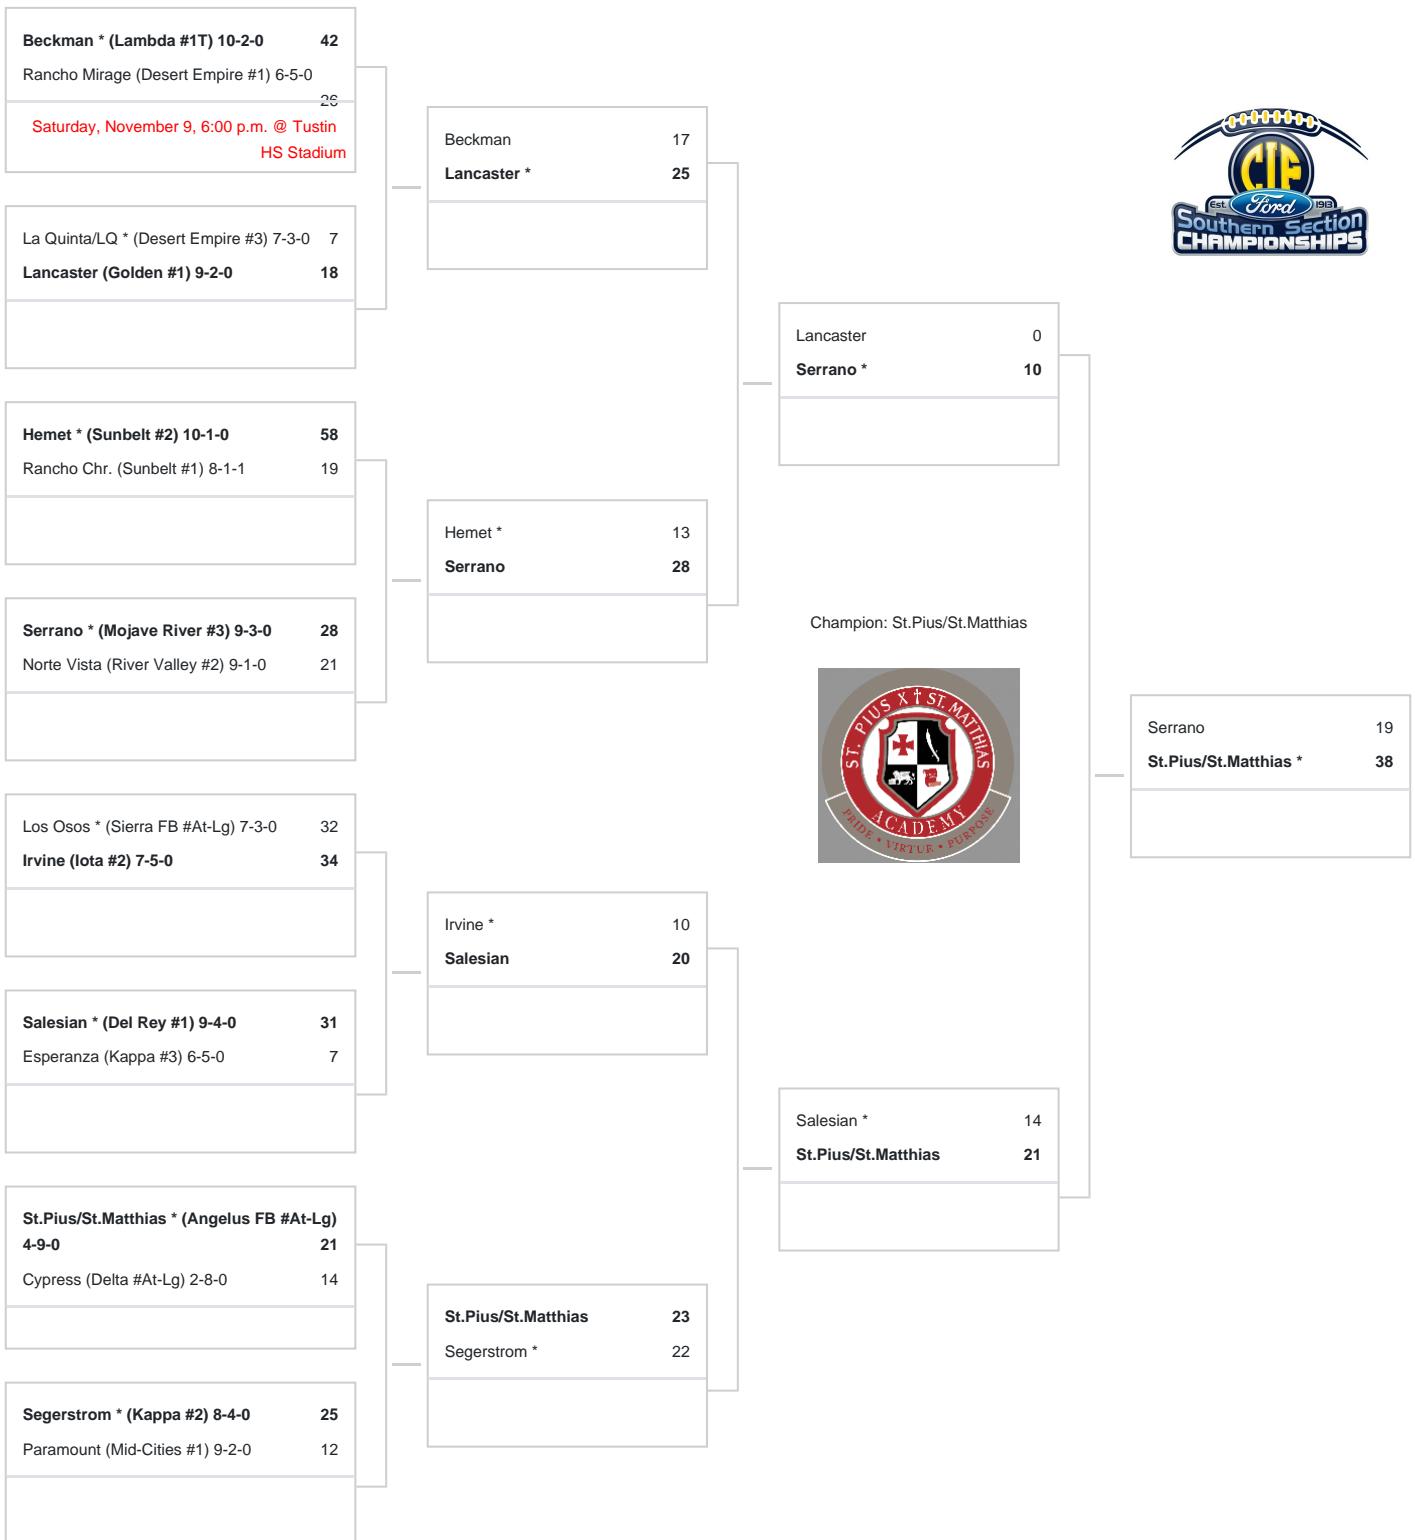 Beckman * (Lambda #1T) 10-2-0 42
Rancho Mirage (Desert Empire #1) 6-5-0
26
Saturday, November 9, 6:00 p.m. @ Tustin
HS Stadium
La Quinta/LQ * (Desert Empire #3) 7-3-0 7
Lancaster (Golden #1) 9-2-0 18
Hemet * (Sunbelt #2) 10-1-0 58
Rancho Chr. (Sunbelt #1) 8-1-1 19
Serrano * (Mojave River #3) 9-3-0 28
Norte Vista (River Valley #2) 9-1-0 21
Los Osos * (Sierra FB #At-Lg) 7-3-0 32
Irvine (Iota #2) 7-5-0 34
Salesian * (Del Rey #1) 9-4-0 31
Esperanza (Kappa #3) 6-5-0 7
St.Pius/St.Matthias * (Angelus FB #At-Lg)
4-9-0 21
Cypress (Delta #At-Lg) 2-8-0 14
Segerstrom * (Kappa #2) 8-4-0 25
Paramount (Mid-Cities #1) 9-2-0 12
Beckman 17
Lancaster * 25
Hemet * 13
Serrano 28
Irvine * 10
Salesian 20
St.Pius/St.Matthias 23
Segerstrom * 22
Lancaster 0
Serrano * 10
Salesian * 14
St.Pius/St.Matthias 21
Champion: St.Pius/St.Matthias
ST. PIUS X † ST. MATTHIAS
ACADEMY
PRIDE • VIRTUE • PURPOSE
Serrano 19
St.Pius/St.Matthias * 38
CIF
Est. Ford 1913
Southern Section
CHAMPIONSHIPS